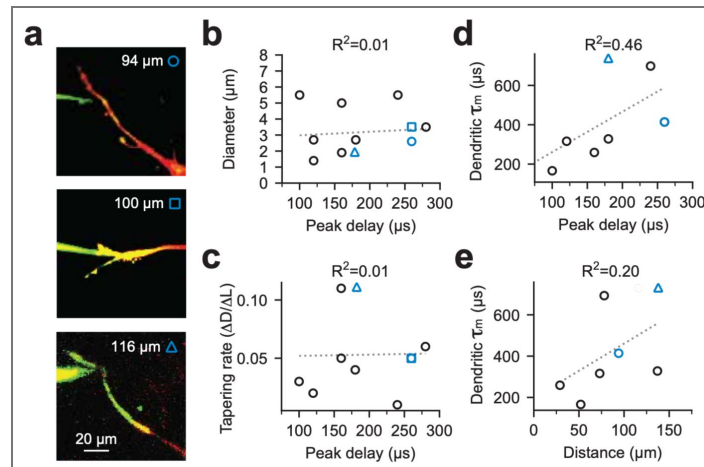 a
94 µm
100 µm
116 µm
20 µm
b
R²=0.01
Diameter (µm)
8
7
6
5
4
3
2
1
0
100 150 200 250 300
Peak delay (µs)
c
R²=0.01
Tapering rate (ΔD/ΔL)
0.10
0.05
100 150 200 250 300
Peak delay (µs)
d
R²=0.46
Dendritic τm (µs)
600
400
200
100 150 200 250 300
Peak delay (µs)
e
R²=0.20
Dendritic τm (µs)
600
400
200
0 50 100 150
Distance (µm)